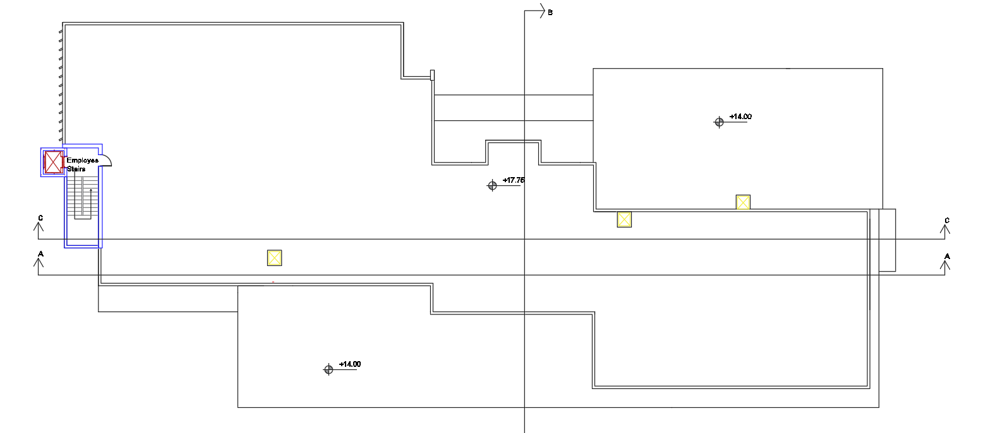 B
+14.00
Employee
Stairs
+17.75
C
C
A
A
+14.00